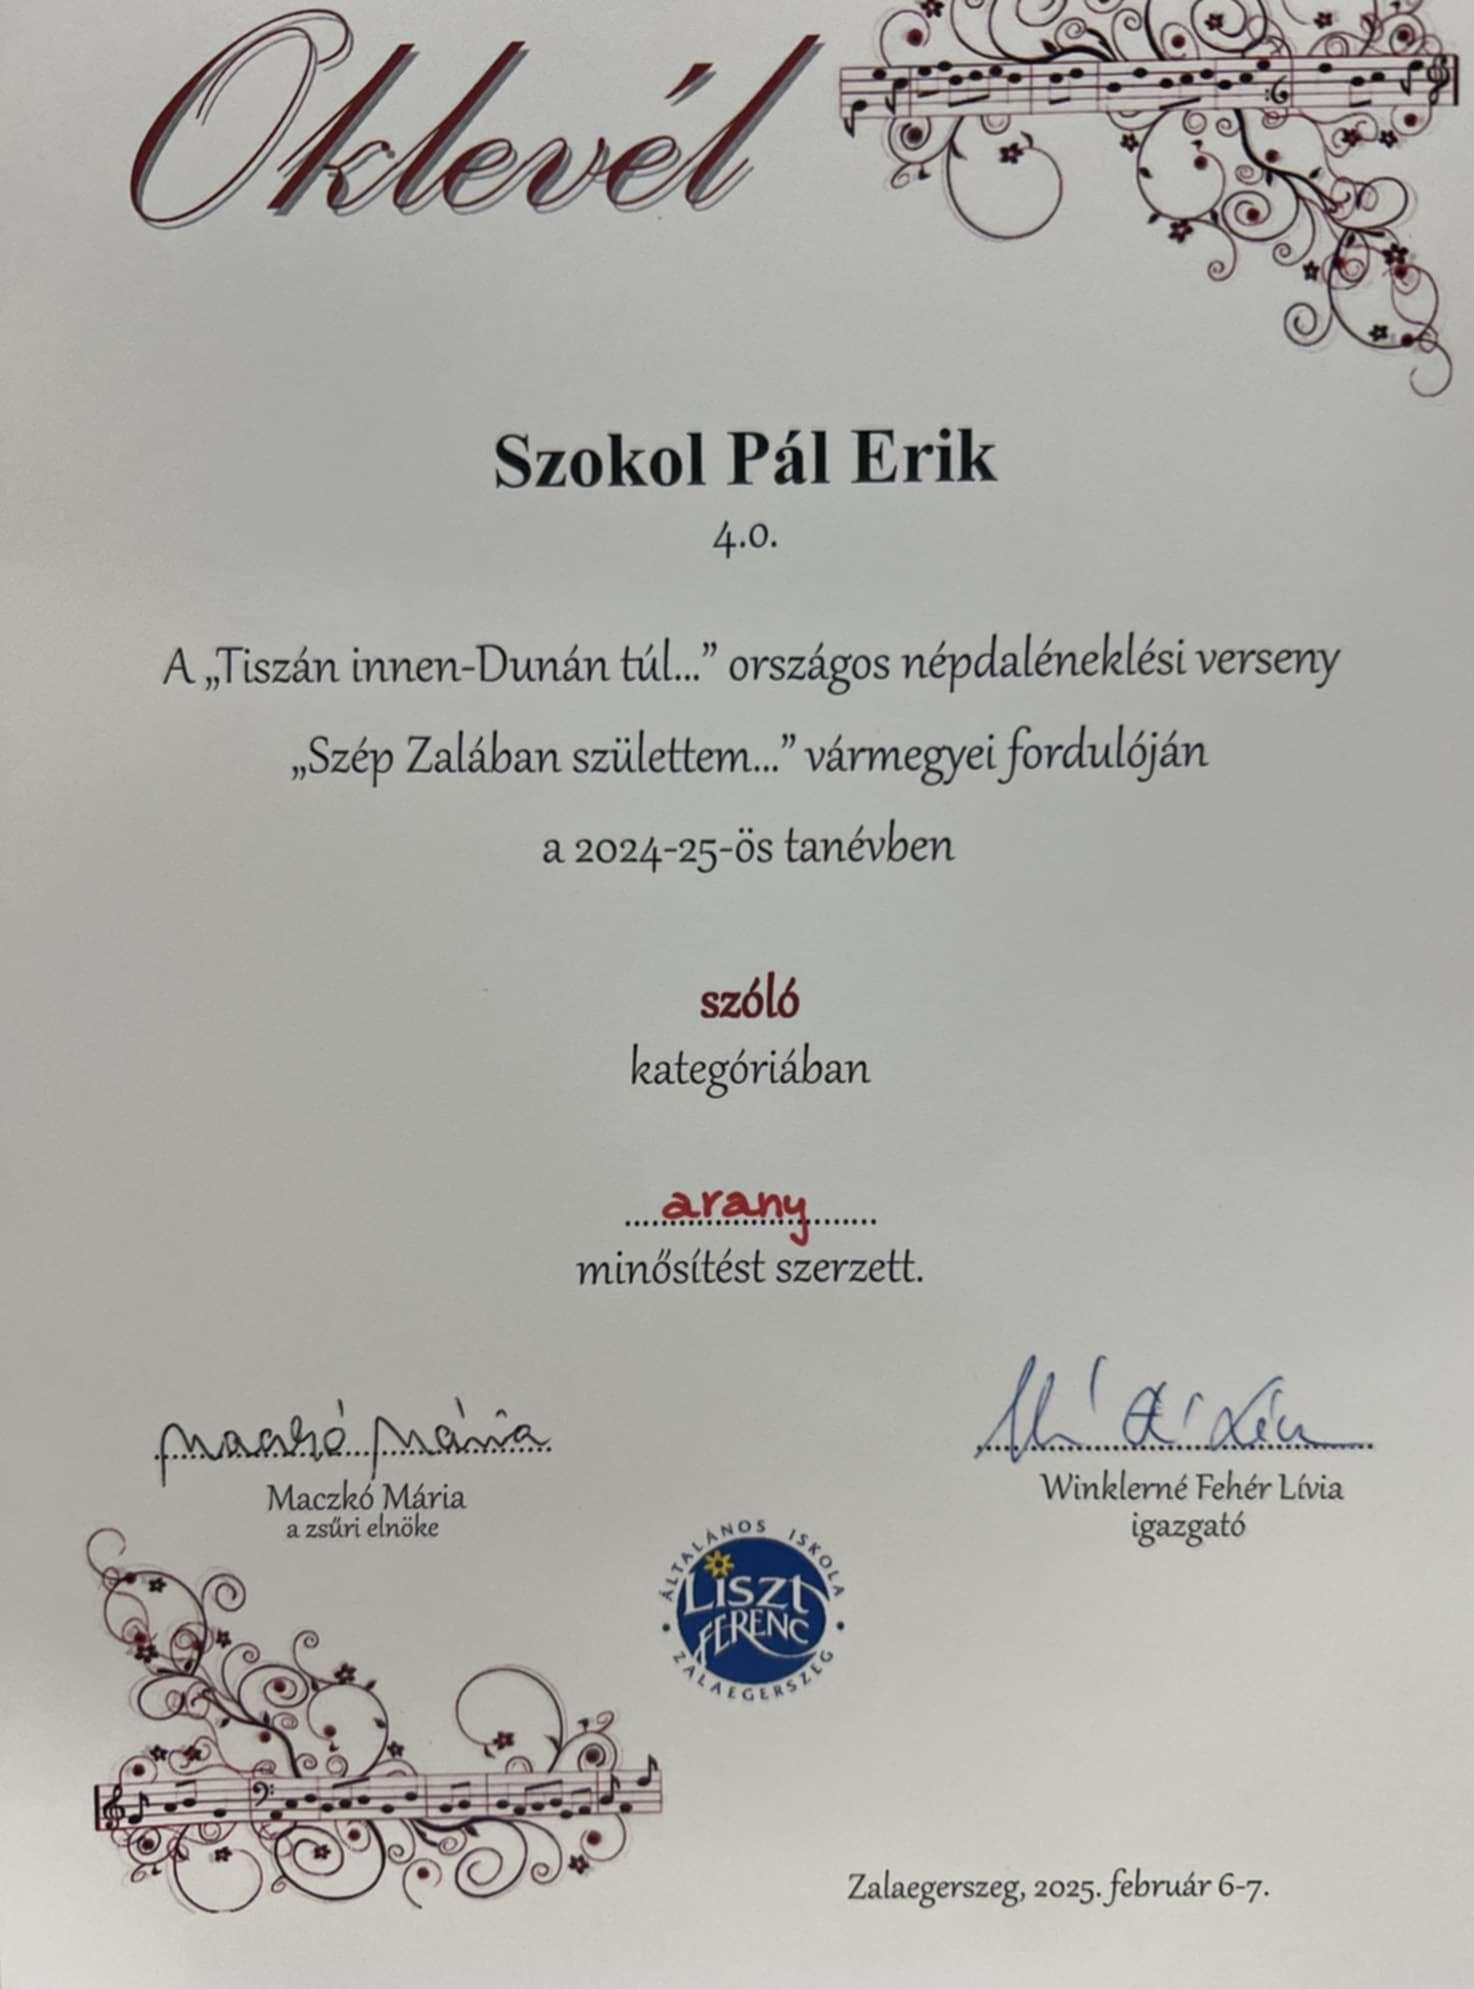 Oklevél
Szokol Pál Erik
4.o.
A „Tiszán innen-Dunán túl...” országos népdaléneklési verseny
„Szép Zalában születtem...” vármegyei fordulóján
a 2024-25-ös tanévben
szóló
kategóriában
arany
minősítést szerzett.
Maczkó Mária
Maczkó Mária
a zsűri elnöke
Winklerné Fehér Lívia
igazgató
ÁLTALÁNOS ISKOLA
LISZT
FERENC
ZALAEGERSZEG
Zalaegerszeg, 2025. február 6-7.